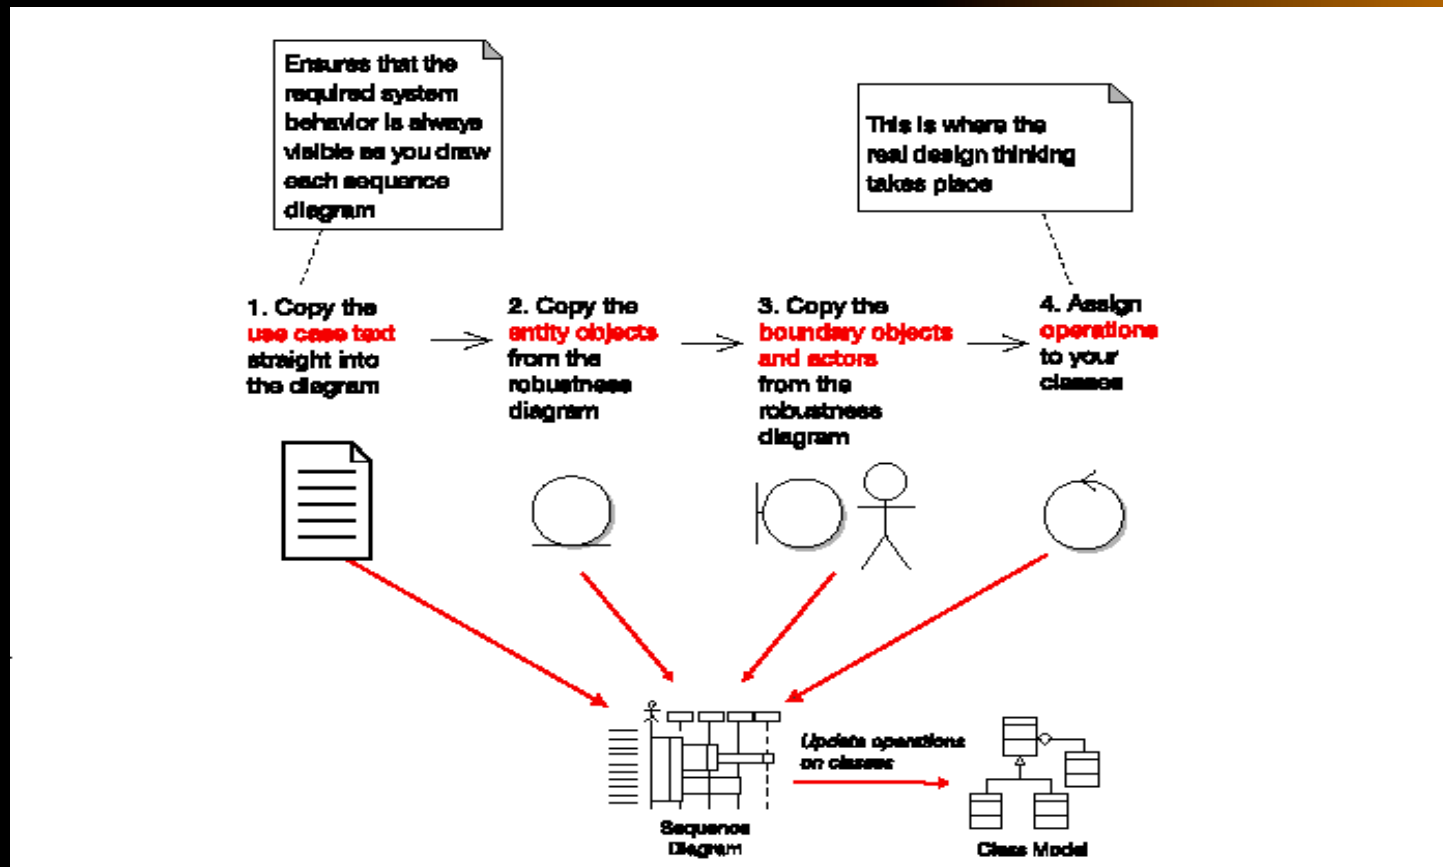 Ensures that the
required system
behavior is always
visible as you draw
each sequence
diagram
This is where the
real design thinking
takes place
1. Copy the
use case text
straight into
the diagram
2. Copy the
entity objects
from the
robustness
diagram
3. Copy the
boundary objects
and actors
from the
robustness
diagram
4. Assign
operations
to your
classes
Update operations
on classes
Sequence
Diagram
Class Model